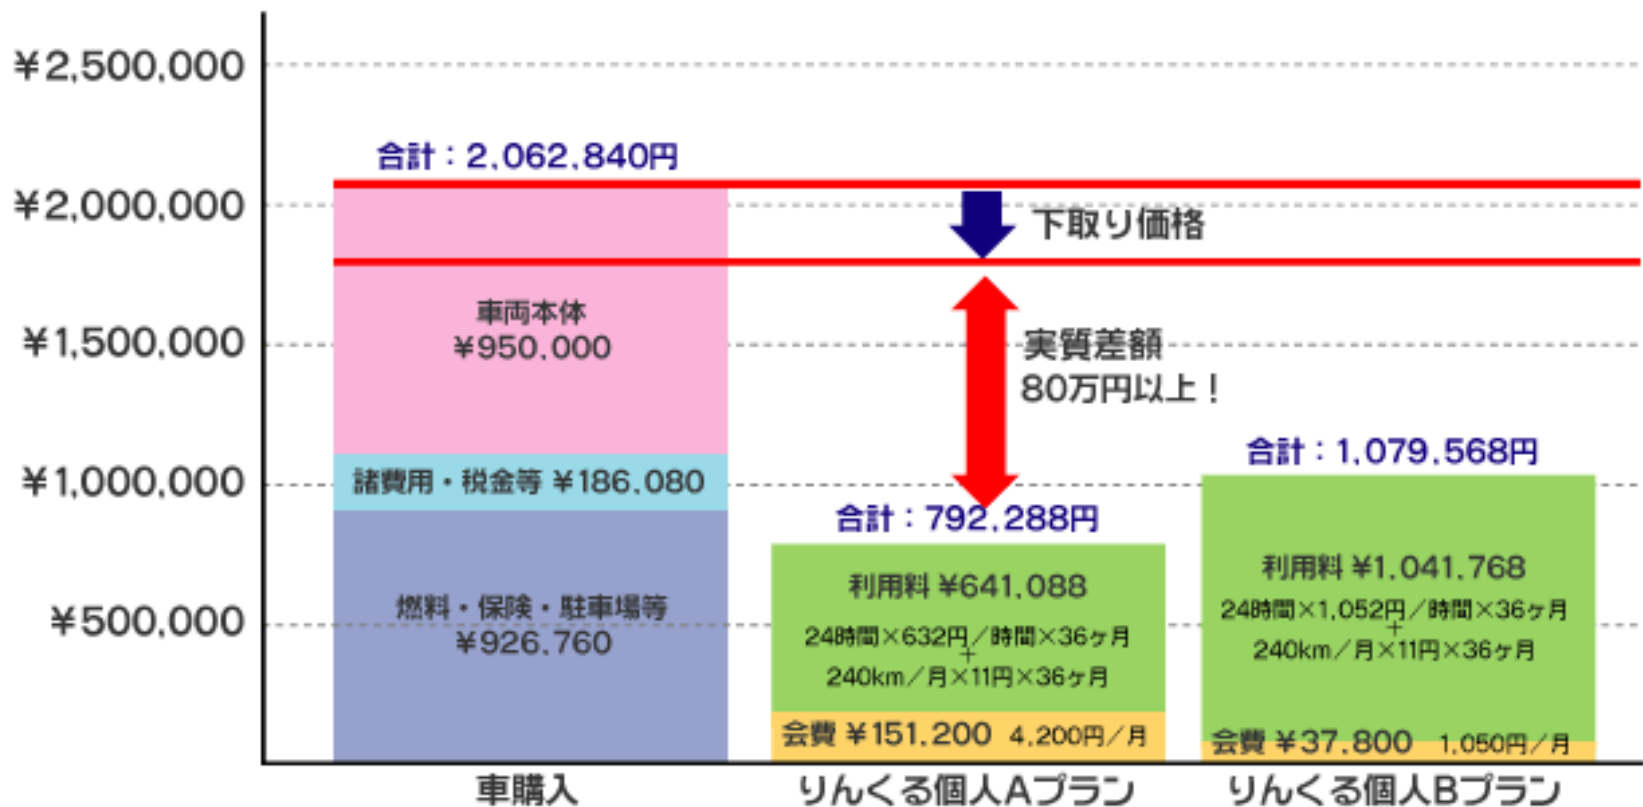 ¥2,500,000
¥2,000,000
¥1,500,000
¥1,000,000
¥500,000
合計：2,062,840円
車両本体
¥950,000
諸費用・税金等 ¥186,080
燃料・保険・駐車場等
¥926,760
車購入
下取り価格
実質差額
80万円以上！
合計：792,288円
利用料 ¥641,088
24時間×632円／時間×36ヶ月
＋
240km／月×11円×36ヶ月
会費 ¥151,200 4,200円／月
りんくる個人Aプラン
合計：1,079,568円
利用料 ¥1,041,768
24時間×1,052円／時間×36ヶ月
＋
240km／月×11円×36ヶ月
会費 ¥37,800 1,050円／月
りんくる個人Bプラン